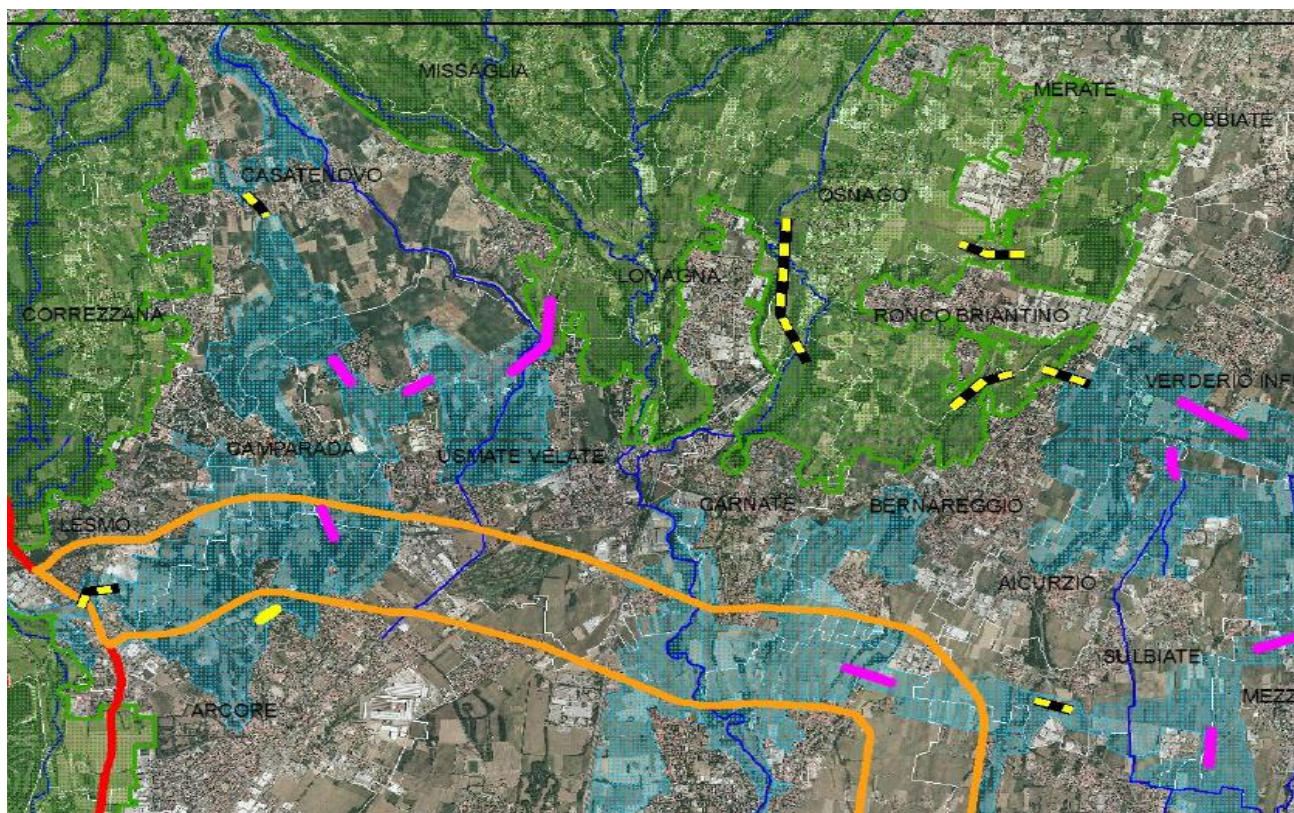 MISSAGLIA
MERATE
ROBBIATE
CASATENOVO
OSNAGO
LOMAGNA
CORREZZANA
RONCO BRIANTINO
VERDERIO INFE
CAMPARADA
USMATE VELATE
CARNATE
BERNAREGGIO
LESMO
AICURZIO
SULBIATE
MEZZ
ARCORE